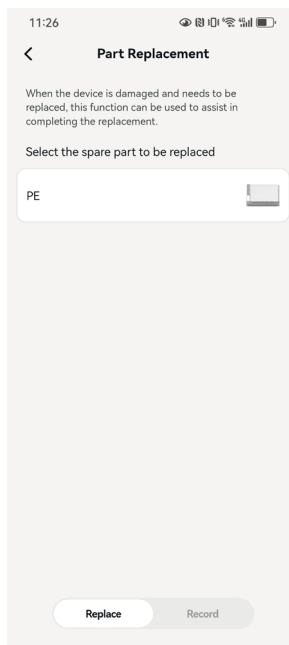 11:26
Part Replacement
When the device is damaged and needs to be
replaced, this function can be used to assist in
completing the replacement.
Select the spare part to be replaced
PE
Replace
Record